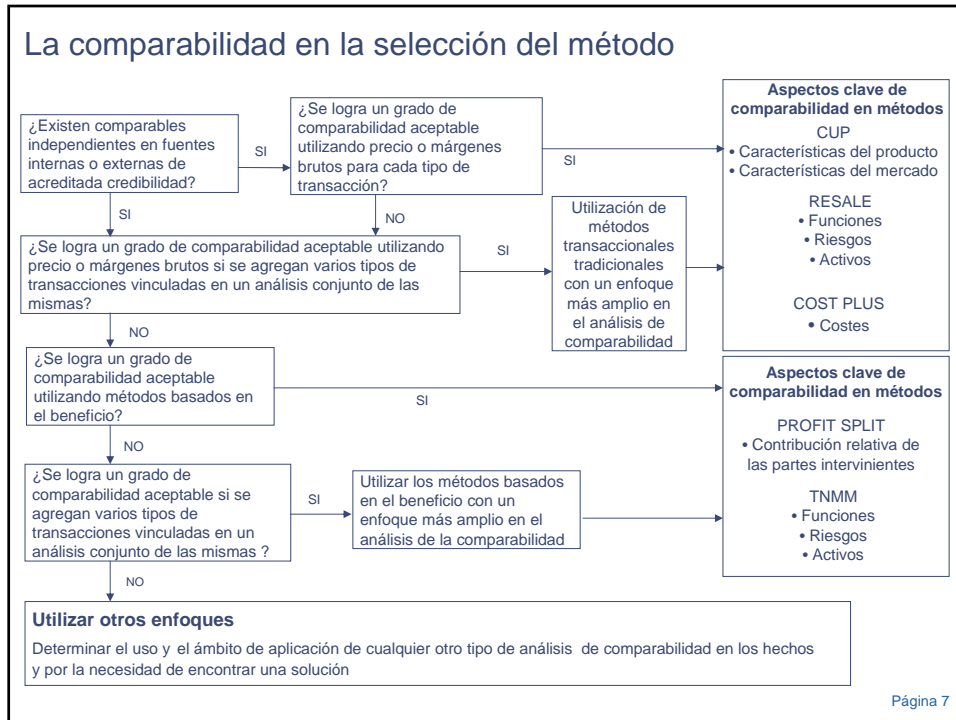 La comparabilidad en la selección del método
¿Existen comparables
independientes en fuentes
internas o externas de
acreditada credibilidad?
SI
¿Se logra un grado de
comparabilidad aceptable
utilizando precio o márgenes
brutos para cada tipo de
transacción?
SI
Aspectos clave de
comparabilidad en métodos
CUP
• Características del producto
• Características del mercado
RESALE
• Funciones
• Riesgos
• Activos
COST PLUS
• Costes
SI
NO
¿Se logra un grado de comparabilidad aceptable utilizando
precio o márgenes brutos si se agregan varios tipos de
transacciones vinculadas en un análisis conjunto de las
mismas?
SI
Utilización de
métodos
transaccionales
tradicionales
con un enfoque
más amplio en
el análisis de
comparabilidad
NO
¿Se logra un grado de
comparabilidad aceptable
utilizando métodos basados en
el beneficio?
SI
Aspectos clave de
comparabilidad en métodos
PROFIT SPLIT
• Contribución relativa de
las partes intervinientes
TNMM
• Funciones
• Riesgos
• Activos
NO
¿Se logra un grado de
comparabilidad aceptable si se
agregan varios tipos de
transacciones vinculadas en un
análisis conjunto de las mismas ?
SI
Utilizar los métodos basados
en el beneficio con un
enfoque más amplio en el
análisis de la comparabilidad
NO
Utilizar otros enfoques
Determinar el uso y el ámbito de aplicación de cualquier otro tipo de análisis de comparabilidad en los hechos
y por la necesidad de encontrar una solución
Página 7